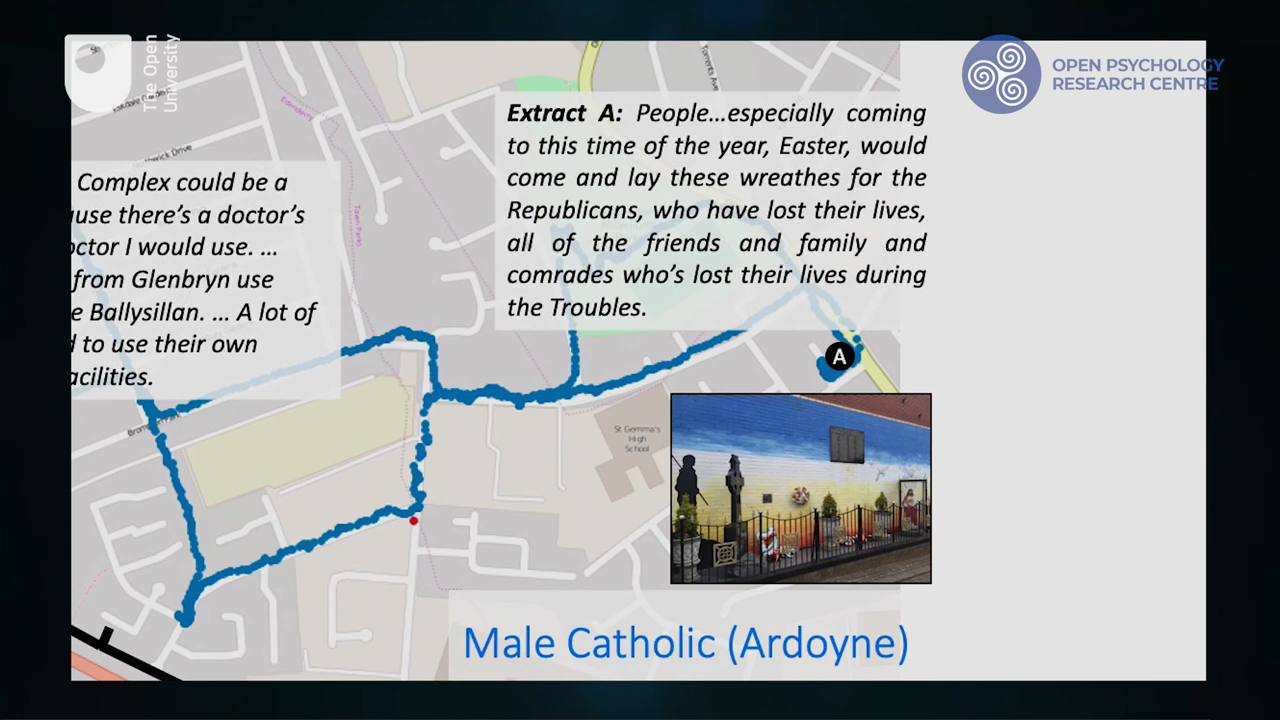 The Open
University
OPEN PSYCHOLOGY
RESEARCH CENTRE
Extract A: People…especially coming
to this time of the year, Easter, would
come and lay these wreathes for the
Republicans, who have lost their lives,
all of the friends and family and
comrades who's lost their lives during
the Troubles.
Complex could be a
use there's a doctor's
octor I would use. …
from Glenbryn use
e Ballysillan. … A lot of
d to use their own
acilities.
A
St Gemma's
High
School
Male Catholic (Ardoyne)